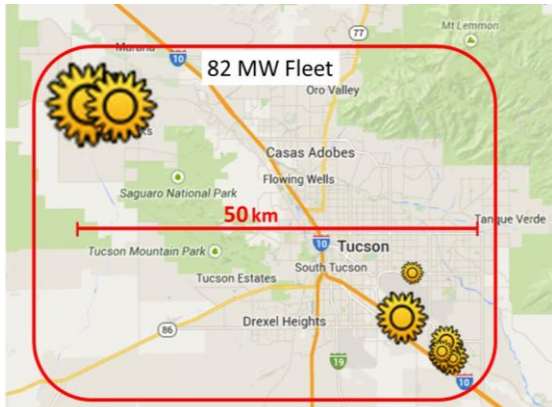 Mt Lemmon
77
Marana
10
82 MW Fleet
Oro Valley
Casas Adobes
Flowing Wells
Saguaro National Park
50 km
Tanque Verde
10
Tucson
Tucson Mountain Park
South Tucson
Tucson Estates
Drexel Heights
86
19
10